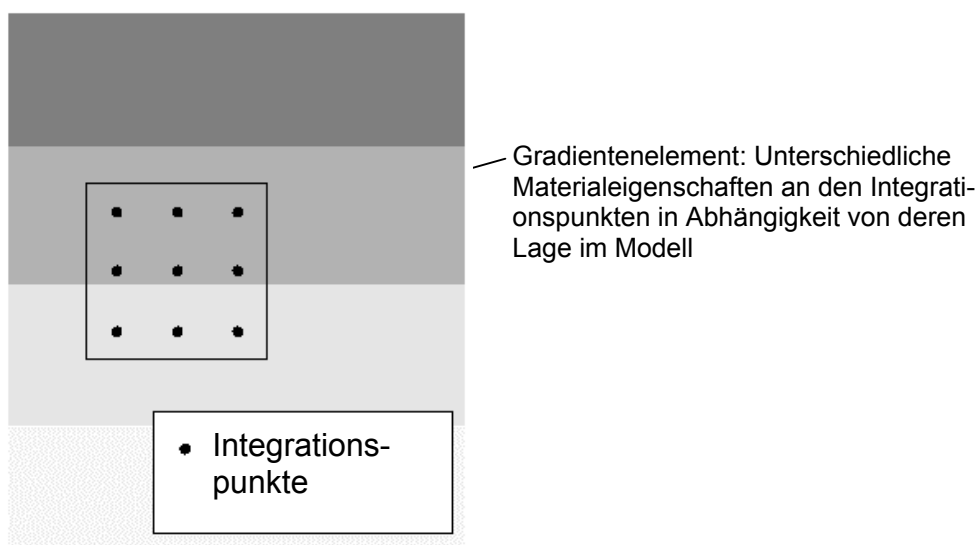 Gradientenelement: Unterschiedliche
Materialeigenschaften an den Integrati-
onspunkten in Abhängigkeit von deren
Lage im Modell
Integrations-
punkte